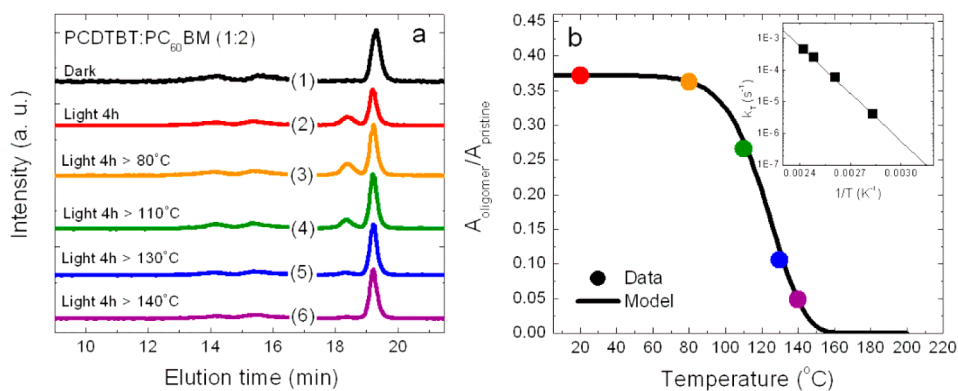 PCDTBT:PC60BM (1:2)
a
Dark
(1)
Light 4h
(2)
Light 4h > 80°C
(3)
Light 4h > 110°C
(4)
Light 4h > 130°C
(5)
Light 4h > 140°C
(6)
Intensity (a. u.)
10 12 14 16 18 20
Elution time (min)
b
Aoligomer/Apristine
0.45
0.40
0.35
0.30
0.25
0.20
0.15
0.10
0.05
0.00
Data
Model
0 20 40 60 80 100 120 140 160 180 200 220
Temperature (°C)
kT (s-1)
1E-3
1E-4
1E-5
1E-6
1E-7
0.0024 0.0027 0.0030
1/T (K-1)